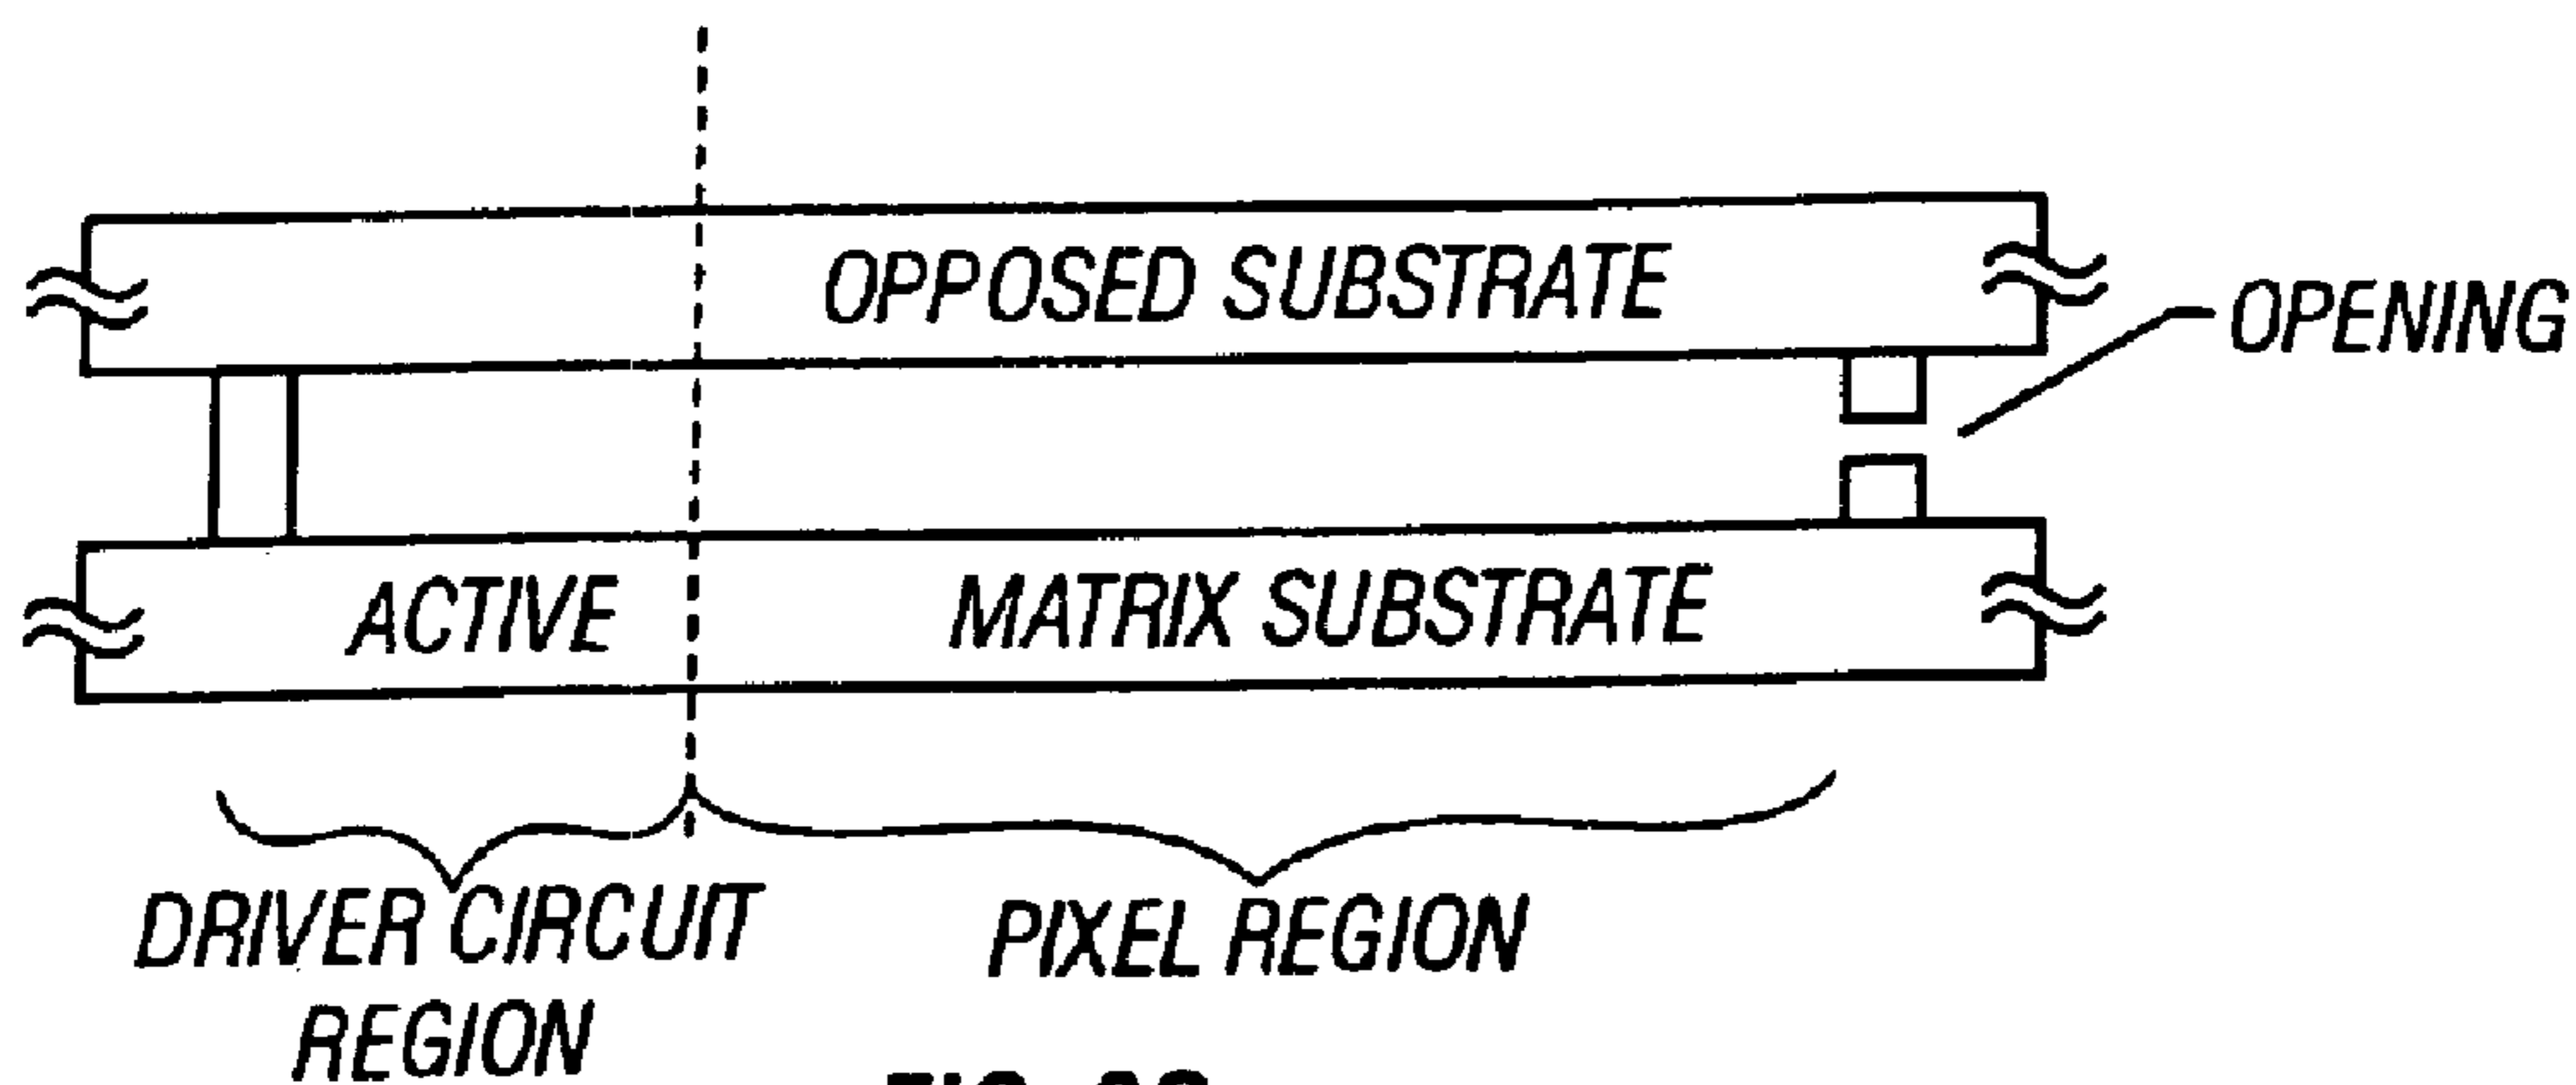 OPPOSED SUBSTRATE
OPENING
ACTIVE MATRIX SUBSTRATE
DRIVER CIRCUIT
REGION
PIXEL REGION